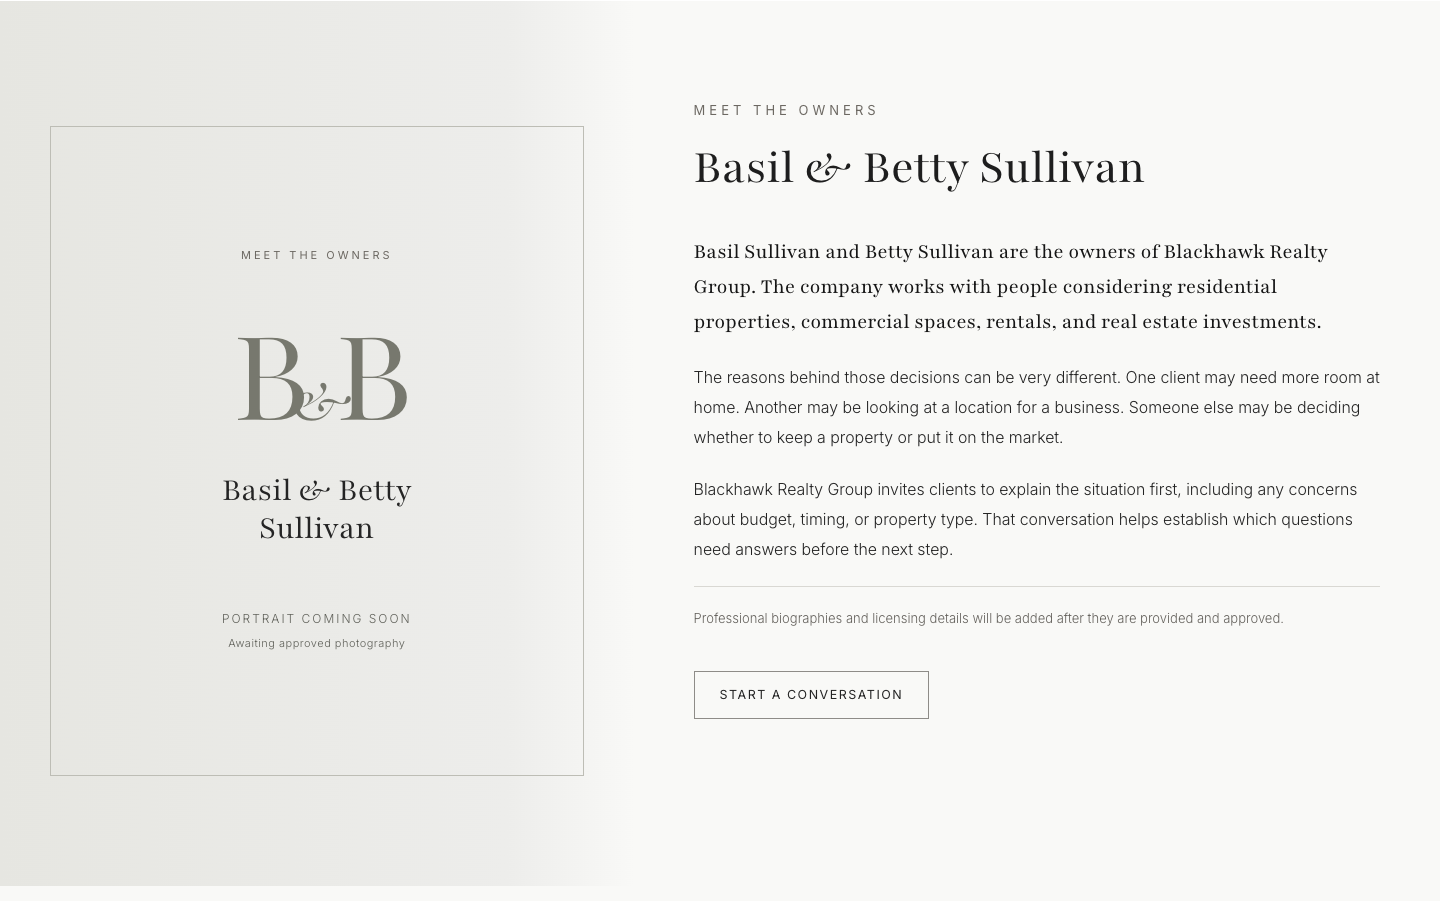 MEET THE OWNERS
B&B
Basil & Betty
Sullivan
PORTRAIT COMING SOON
Awaiting approved photography
MEET THE OWNERS
Basil & Betty Sullivan
Basil Sullivan and Betty Sullivan are the owners of Blackhawk Realty
Group. The company works with people considering residential
properties, commercial spaces, rentals, and real estate investments.
The reasons behind those decisions can be very different. One client may need more room at
home. Another may be looking at a location for a business. Someone else may be deciding
whether to keep a property or put it on the market.
Blackhawk Realty Group invites clients to explain the situation first, including any concerns
about budget, timing, or property type. That conversation helps establish which questions
need answers before the next step.
Professional biographies and licensing details will be added after they are provided and approved.
START A CONVERSATION